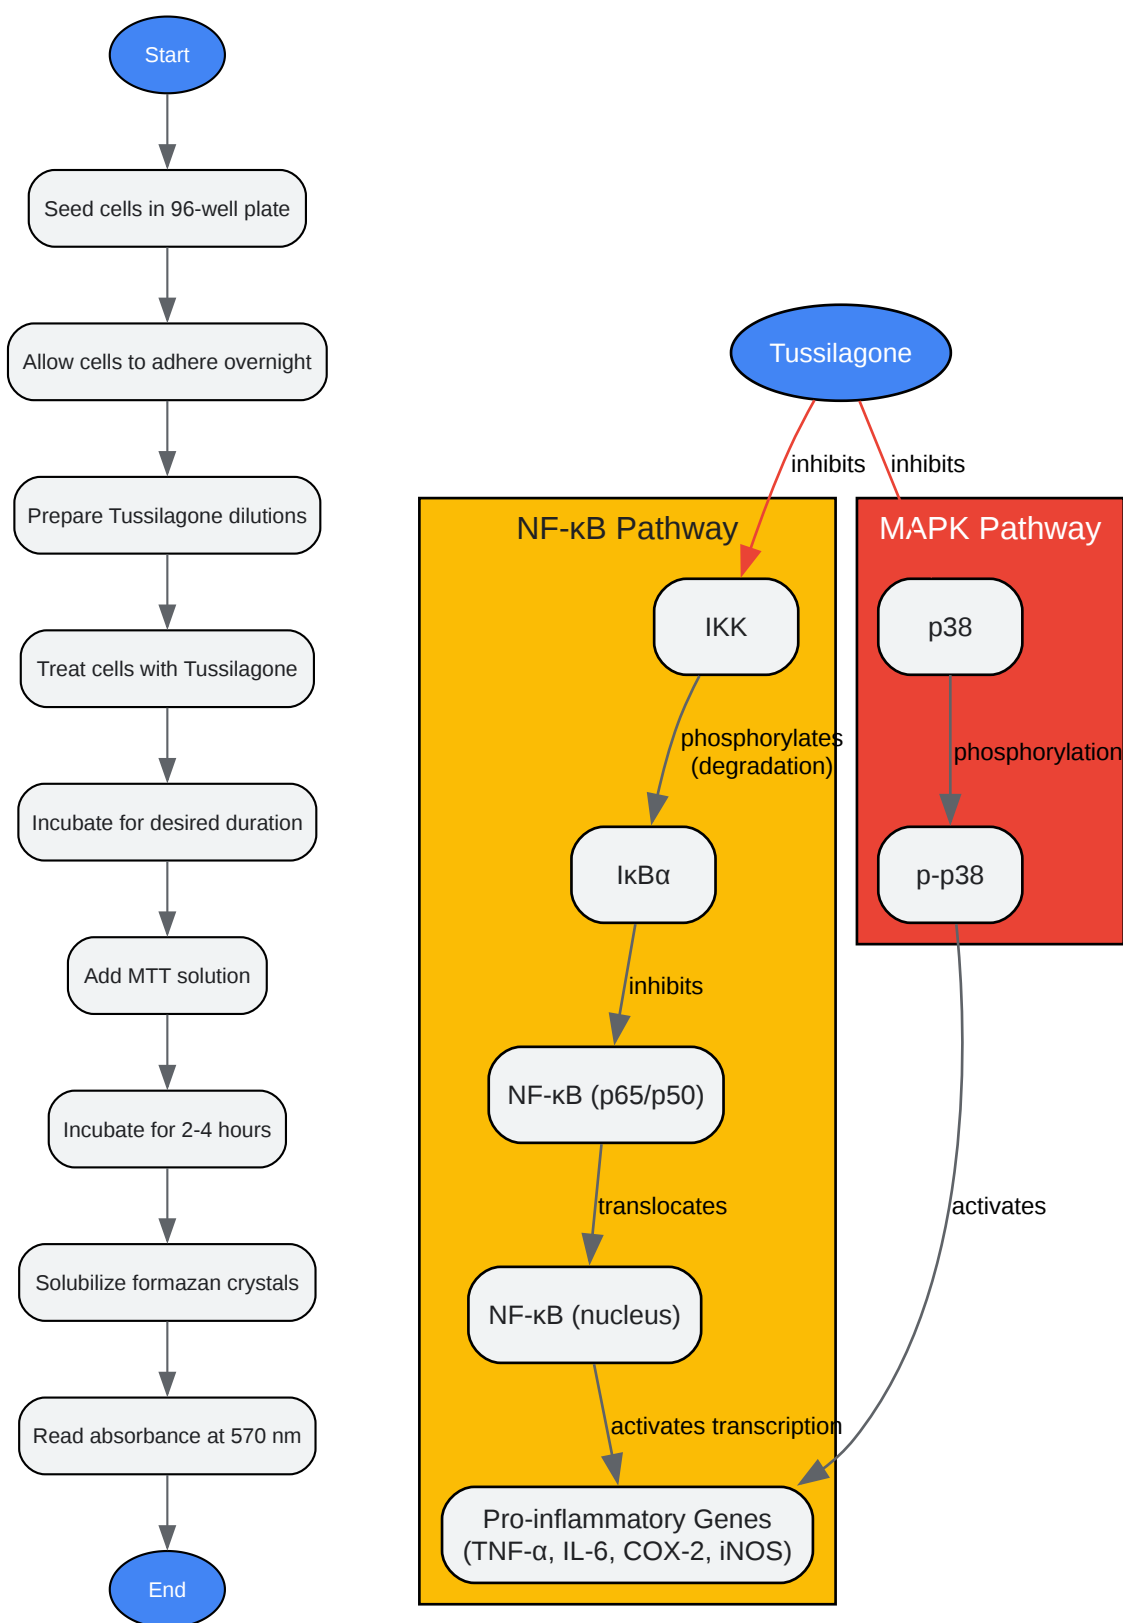 Start
Seed cells in 96-well plate
Allow cells to adhere overnight
Prepare Tussilagone dilutions
Treat cells with Tussilagone
Incubate for desired duration
Add MTT solution
Incubate for 2-4 hours
Solubilize formazan crystals
Read absorbance at 570 nm
End
Tussilagone
inhibits
inhibits
NF-κB Pathway
IKK
phosphorylates
(degradation)
IκBα
inhibits
NF-κB (p65/p50)
translocates
NF-κB (nucleus)
activates transcription
Pro-inflammatory Genes
(TNF-α, IL-6, COX-2, iNOS)
MAPK Pathway
p38
phosphorylation
p-p38
activates